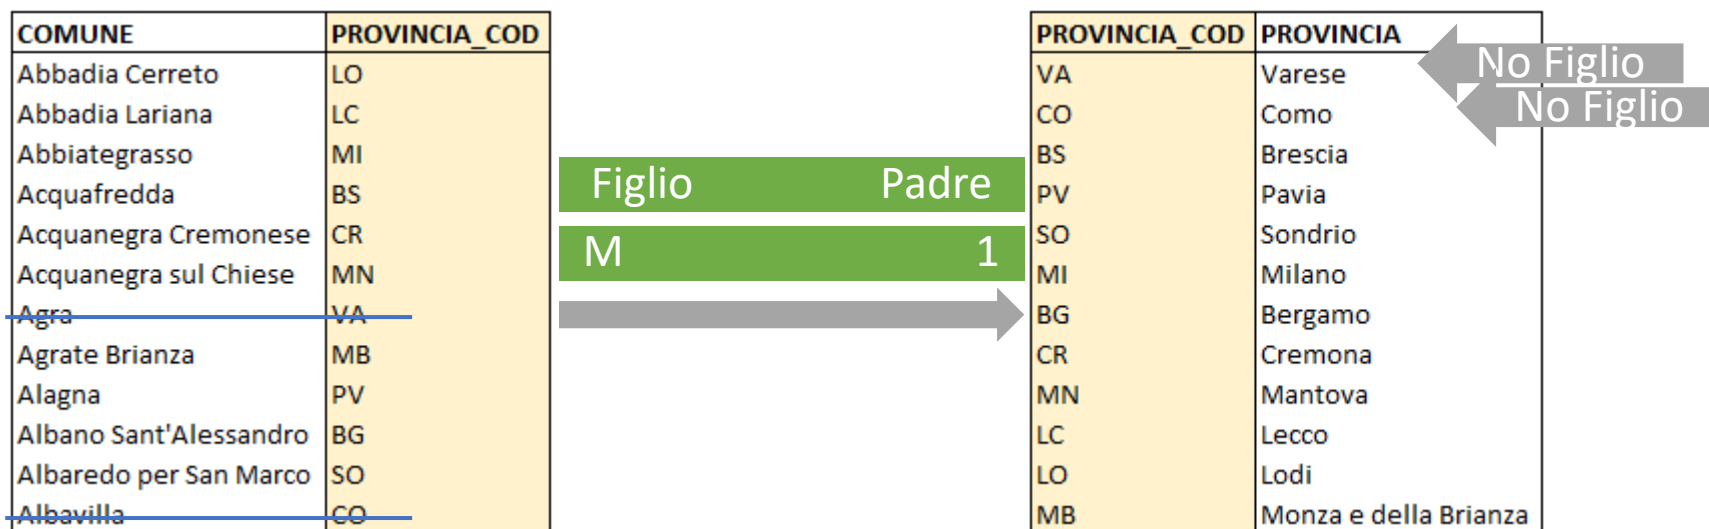 COMUNE PROVINCIA_COD
Abbadia Cerreto LO
Abbadia Lariana LC
Abbiategrasso MI
Acquafredda BS
Acquanegra Cremonese CR
Acquanegra sul Chiese MN
Agra VA
Agrate Brianza MB
Alagna PV
Albano Sant'Alessandro BG
Albaredo per San Marco SO
Albavilla CO
Figlio Padre
M 1
PROVINCIA_COD PROVINCIA
VA Varese
CO Como
BS Brescia
PV Pavia
SO Sondrio
MI Milano
BG Bergamo
CR Cremona
MN Mantova
LC Lecco
LO Lodi
MB Monza e della Brianza
No Figlio
No Figlio